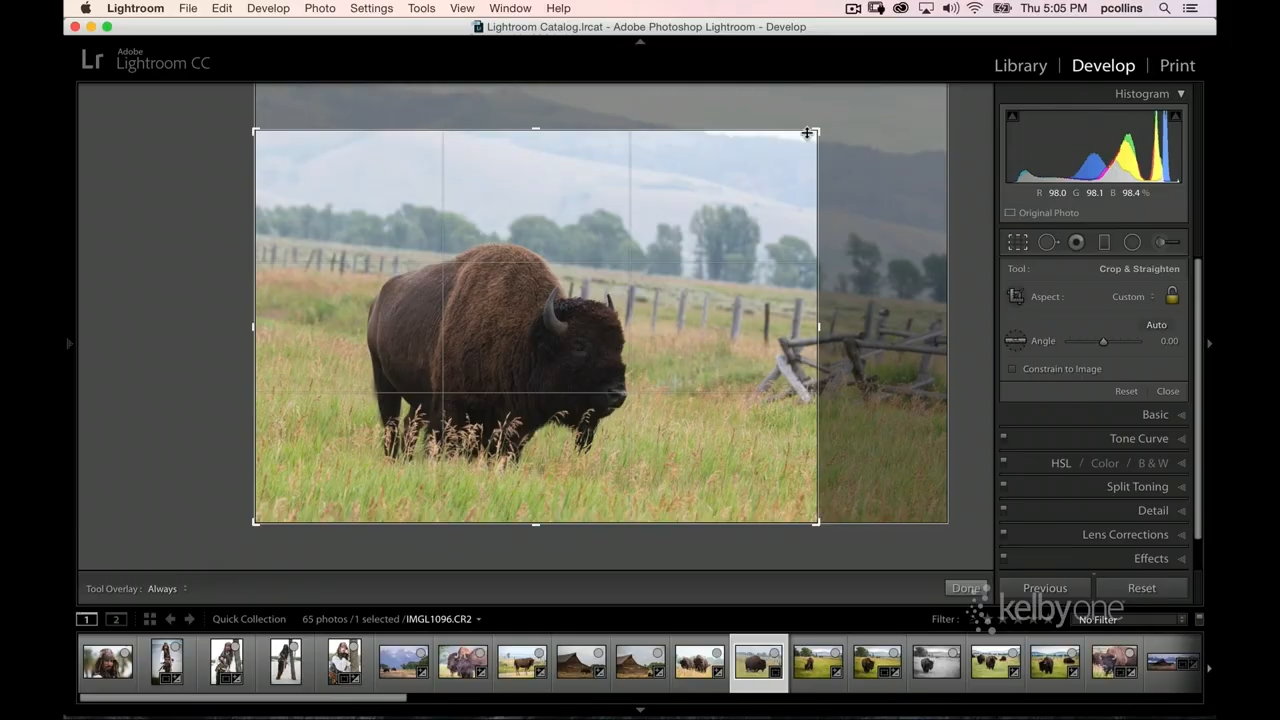 Lightroom File Edit Develop Photo Settings Tools View Window Help Thu 5:05 PM pcollins
Lightroom Catalog.lrcat - Adobe Photoshop Lightroom - Develop
Lr Adobe Lightroom CC
Library | Develop | Print
Histogram
R 98.0 G 98.1 B 98.4 %
Original Photo
Tool : Crop & Straighten
Aspect : Custom
Auto
Angle 0.00
Constrain to Image
Reset Close
Basic
Tone Curve
HSL / Color / B & W
Split Toning
Detail
Lens Corrections
Effects
Tool Overlay : Always Done Previous Reset
kelbyone
1 2 Quick Collection 65 photos / 1 selected / IMGL1096.CR2 Filter : No Filter